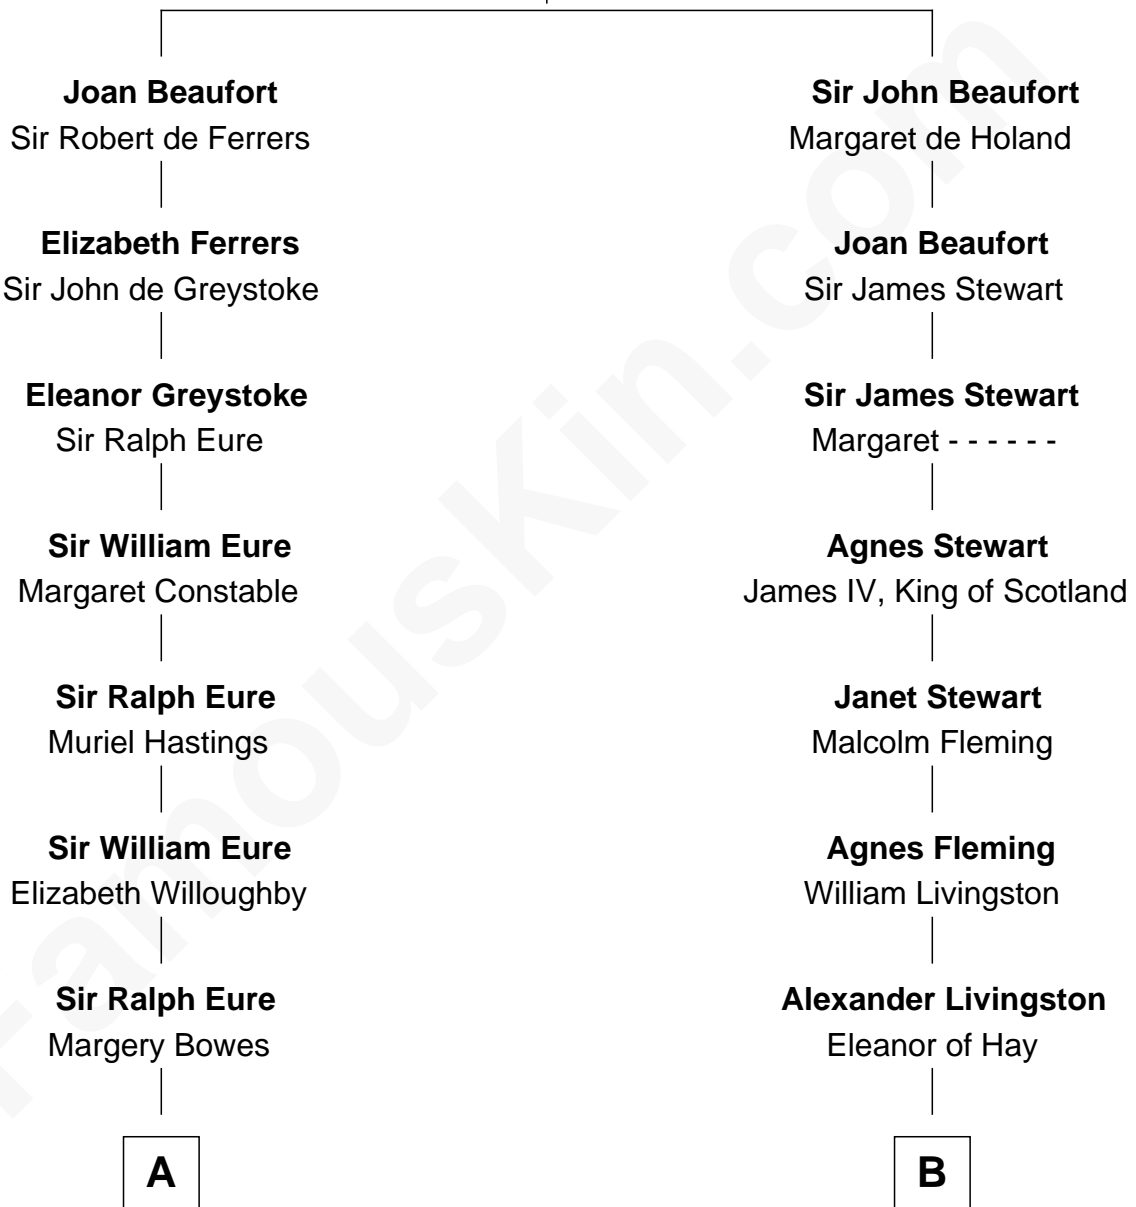 Joan Beaufort
Sir Robert de Ferrers
Elizabeth Ferrers
Sir John de Greystoke
Eleanor Greystoke
Sir Ralph Eure
Sir William Eure
Margaret Constable
Sir Ralph Eure
Muriel Hastings
Sir William Eure
Elizabeth Willoughby
Sir Ralph Eure
Margery Bowes
A
Sir John Beaufort
Margaret de Holand
Joan Beaufort
Sir James Stewart
Sir James Stewart
Margaret - - - - - -
Agnes Stewart
James IV, King of Scotland
Janet Stewart
Malcolm Fleming
Agnes Fleming
William Livingston
Alexander Livingston
Eleanor of Hay
B
FamousKin.com